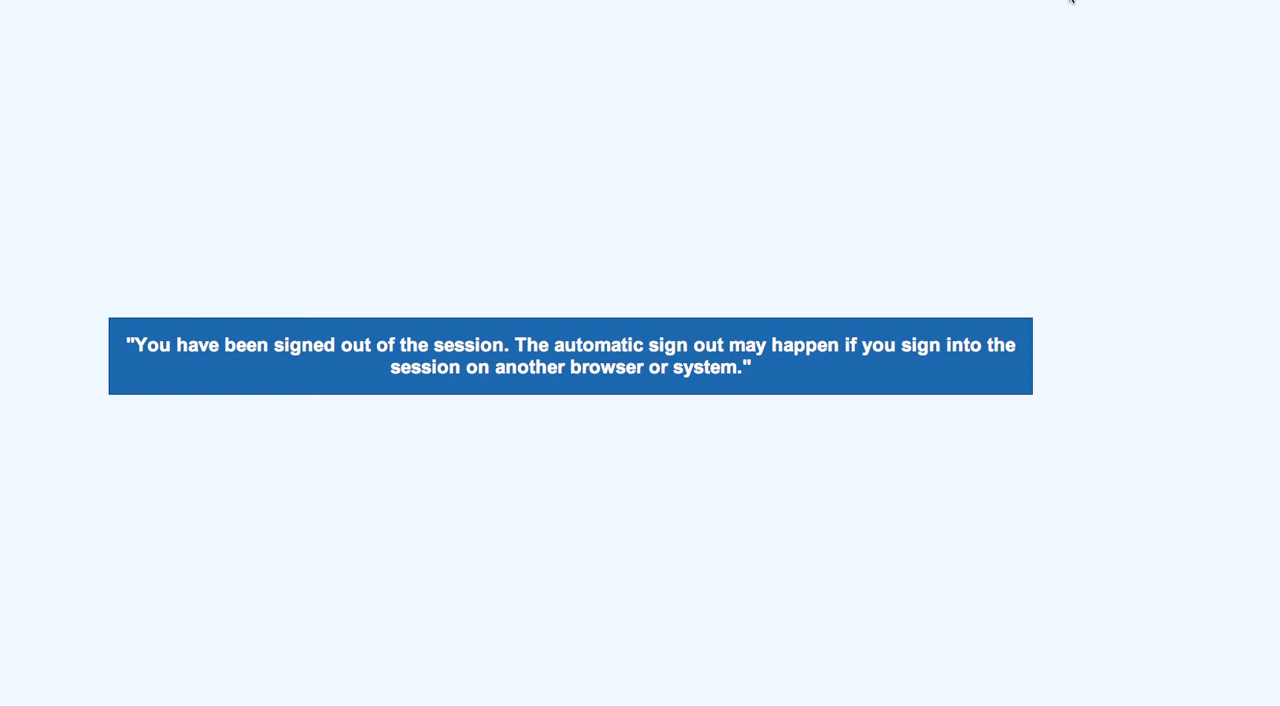 "You have been signed out of the session. The automatic sign out may happen if you sign into the
session on another browser or system."